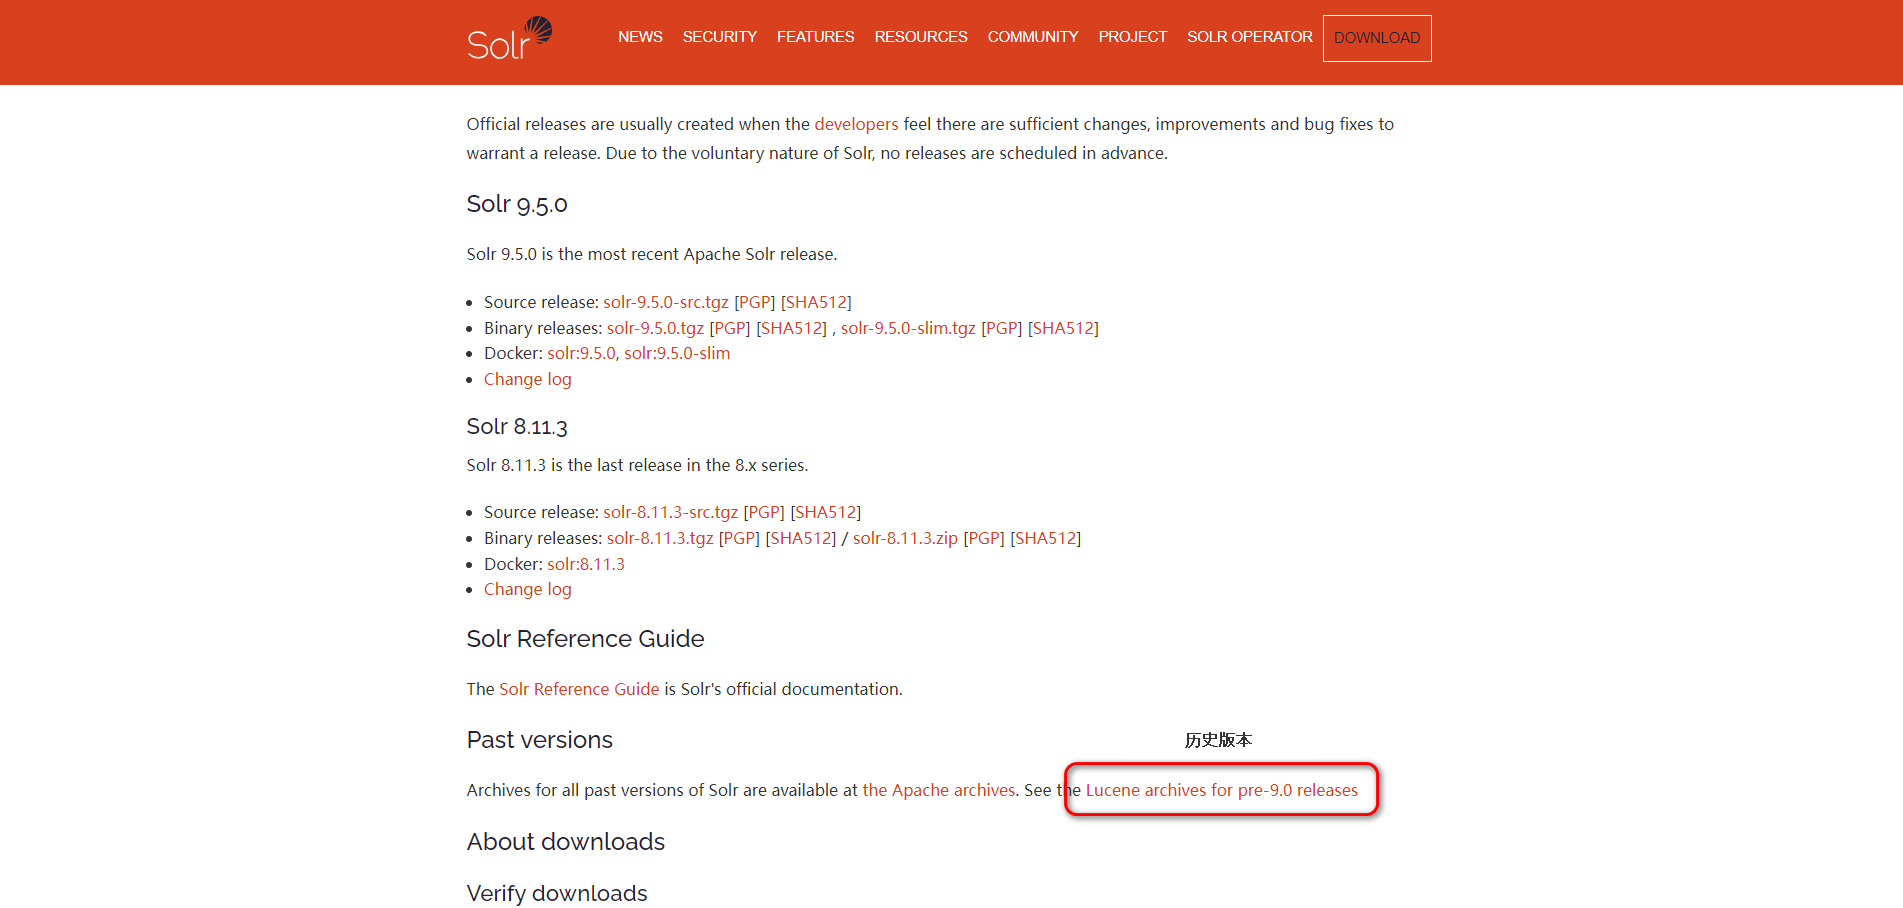 Solr NEWS SECURITY FEATURES RESOURCES COMMUNITY PROJECT SOLR OPERATOR DOWNLOAD
Official releases are usually created when the developers feel there are sufficient changes, improvements and bug fixes to
warrant a release. Due to the voluntary nature of Solr, no releases are scheduled in advance.
Solr 9.5.0
Solr 9.5.0 is the most recent Apache Solr release.
• Source release: solr-9.5.0-src.tgz [PGP] [SHA512]
• Binary releases: solr-9.5.0.tgz [PGP] [SHA512] , solr-9.5.0-slim.tgz [PGP] [SHA512]
• Docker: solr:9.5.0, solr:9.5.0-slim
• Change log
Solr 8.11.3
Solr 8.11.3 is the last release in the 8.x series.
• Source release: solr-8.11.3-src.tgz [PGP] [SHA512]
• Binary releases: solr-8.11.3.tgz [PGP] [SHA512] / solr-8.11.3.zip [PGP] [SHA512]
• Docker: solr:8.11.3
• Change log
Solr Reference Guide
The Solr Reference Guide is Solr's official documentation.
Past versions
历史版本
Archives for all past versions of Solr are available at the Apache archives. See the Lucene archives for pre-9.0 releases
About downloads
Verify downloads